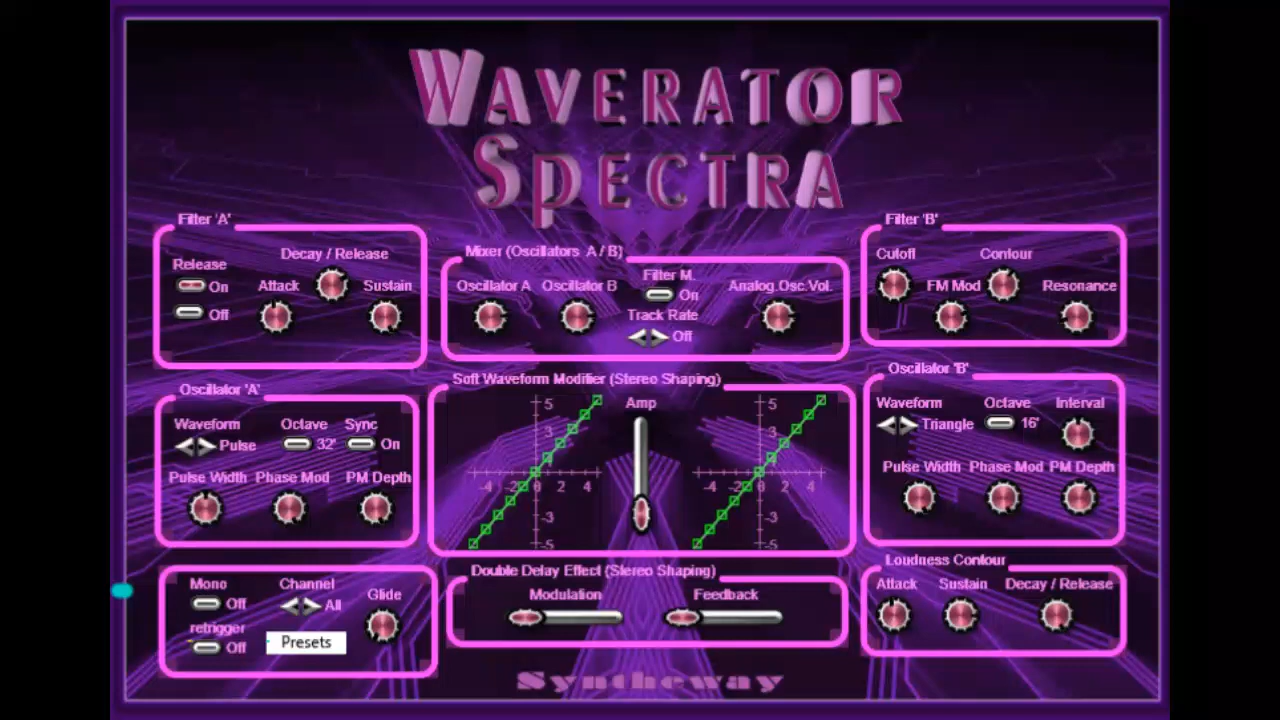 WAVERATOR
SPECTRA
Filter 'A'
Release
On
Off
Attack
Decay / Release
Sustain
Mixer (Oscillators A / B)
Oscillator A
Oscillator B
Filter M.
On
Track Rate
Off
Analog.Osc.Vol.
Filter 'B'
Cutoff
Contour
FM Mod
Resonance
Oscillator 'A'
Waveform
Pulse
Octave
32'
Sync
On
Pulse Width
Phase Mod
PM Depth
Soft Waveform Modifier (Stereo Shaping)
Amp
5
3
-4 -2 0 2 4
-3
-5
5
3
-4 -2 0 2 4
-3
-5
Oscillator 'B'
Waveform
Triangle
Octave
16'
Interval
Pulse Width
Phase Mod
PM Depth
Mono
Off
retrigger
Off
Channel
All
Presets
Glide
Double Delay Effect (Stereo Shaping)
Modulation
Feedback
Loudness Contour
Attack
Sustain
Decay / Release
Syntheway